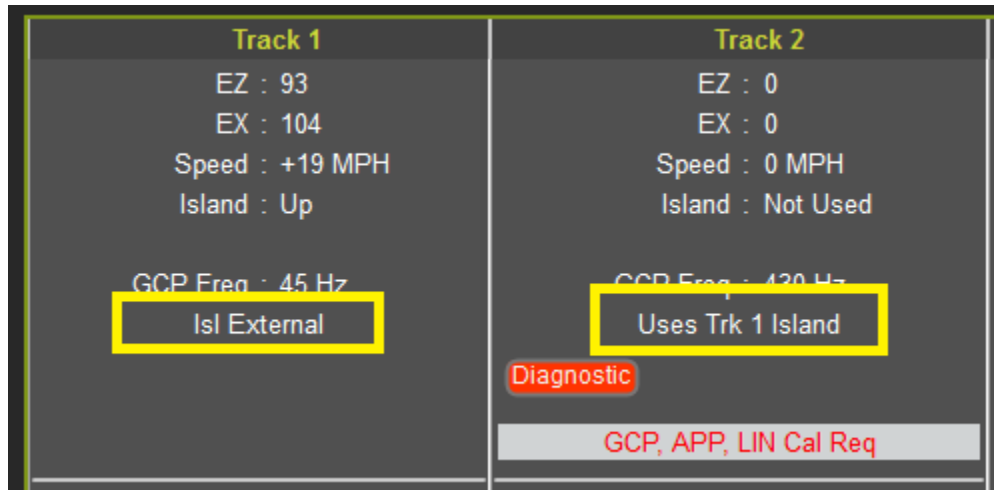 Track 1
EZ : 93
EX : 104
Speed : +19 MPH
Island : Up
GCP Freq : 45 Hz
Isl External
Track 2
EZ : 0
EX : 0
Speed : 0 MPH
Island : Not Used
GCP Freq : 430 Hz
Uses Trk 1 Island
Diagnostic
GCP, APP, LIN Cal Req